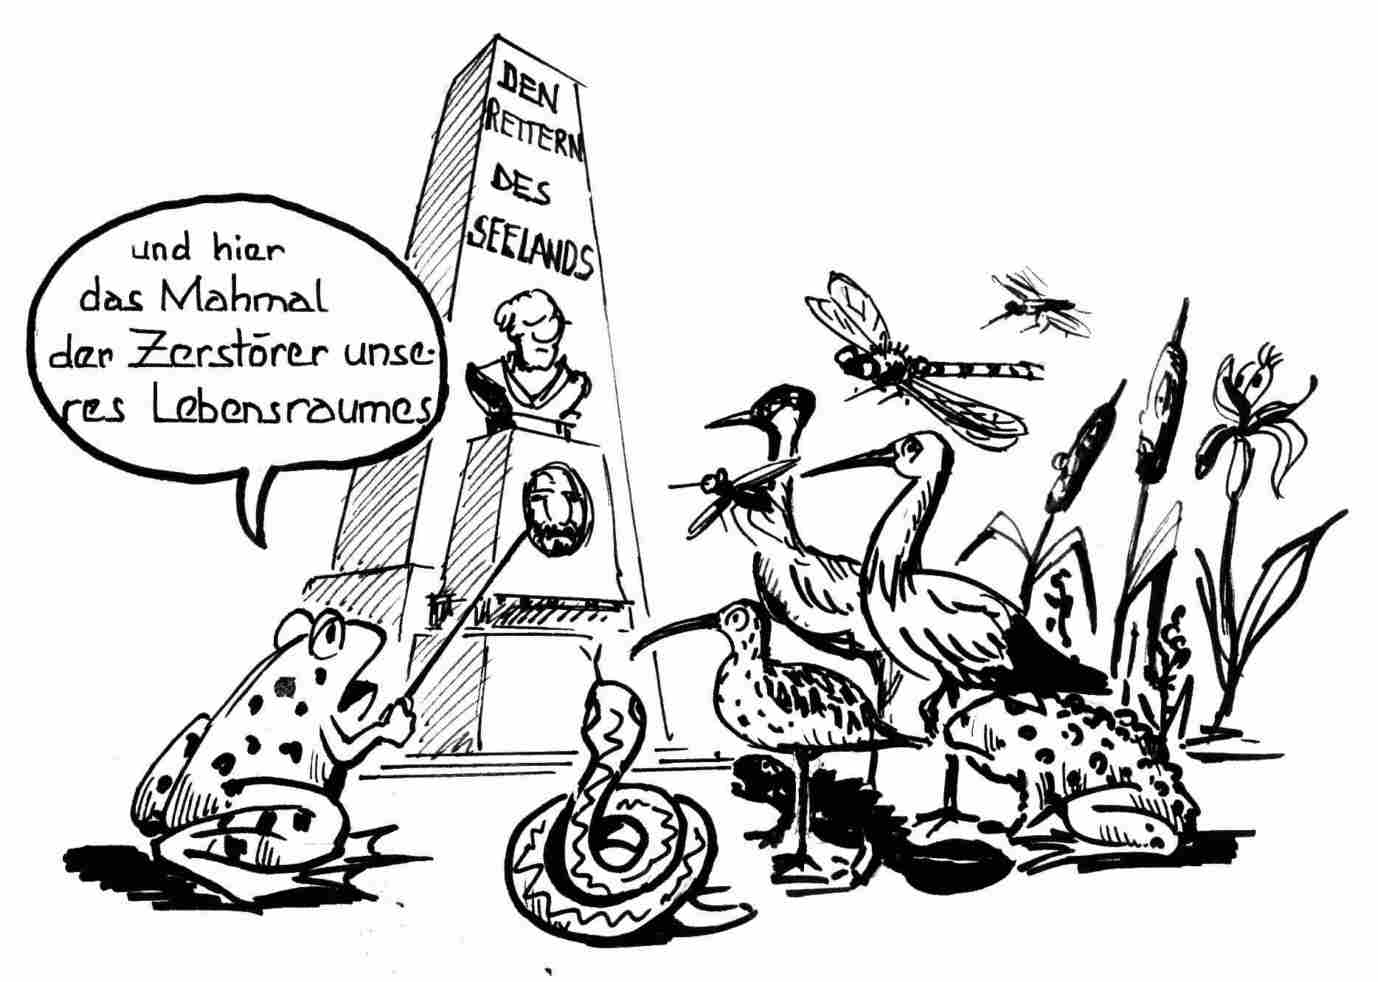 DEN
RETTERN
DES
SEELANDS
und hier
das Mahmal
der Zerstörer unse-
res Lebensraumes